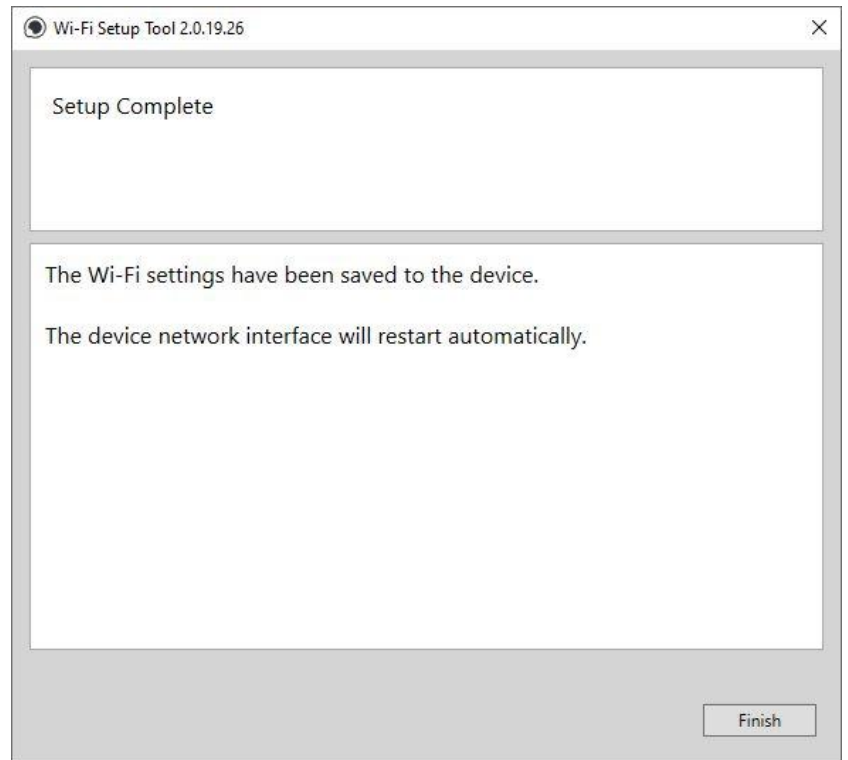 Wi-Fi Setup Tool 2.0.19.26
Setup Complete
The Wi-Fi settings have been saved to the device.
The device network interface will restart automatically.
Finish